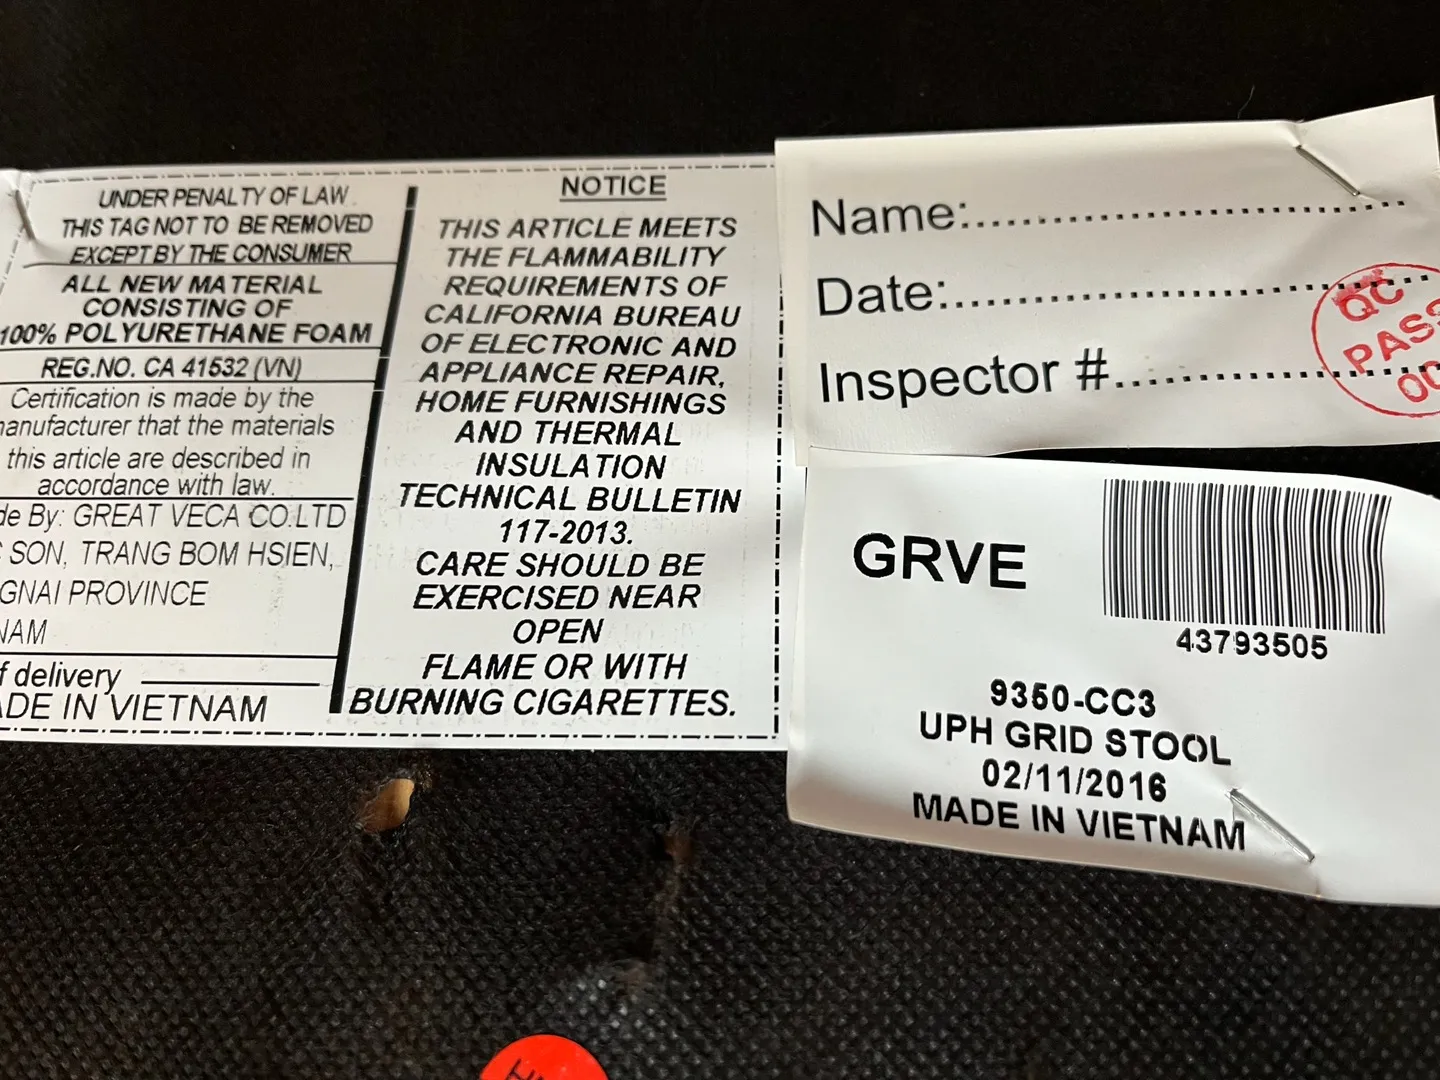 UNDER PENALTY OF LAW
THIS TAG NOT TO BE REMOVED
EXCEPT BY THE CONSUMER
ALL NEW MATERIAL
CONSISTING OF
100% POLYURETHANE FOAM
REG.NO. CA 41532 (VN)
Certification is made by the
anufacturer that the materials
this article are described in
accordance with law.
de By: GREAT VECA CO.LTD
SON, TRANG BOM HSIEN,
GNAI PROVINCE
NAM
f delivery
ADE IN VIETNAM
NOTICE
THIS ARTICLE MEETS
THE FLAMMABILITY
REQUIREMENTS OF
CALIFORNIA BUREAU
OF ELECTRONIC AND
APPLIANCE REPAIR,
HOME FURNISHINGS
AND THERMAL
INSULATION
TECHNICAL BULLETIN
117-2013.
CARE SHOULD BE
EXERCISED NEAR
OPEN
FLAME OR WITH
BURNING CIGARETTES.
Name:
Date:
Inspector #
QC
PASS
GRVE
43793505
9350-CC3
UPH GRID STOOL
02/11/2016
MADE IN VIETNAM